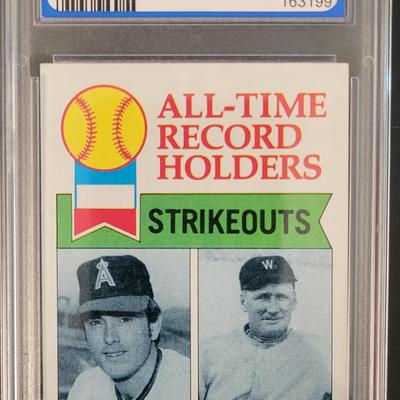 163199
ALL-TIME
RECORD
HOLDERS
STRIKEOUTS
A
W